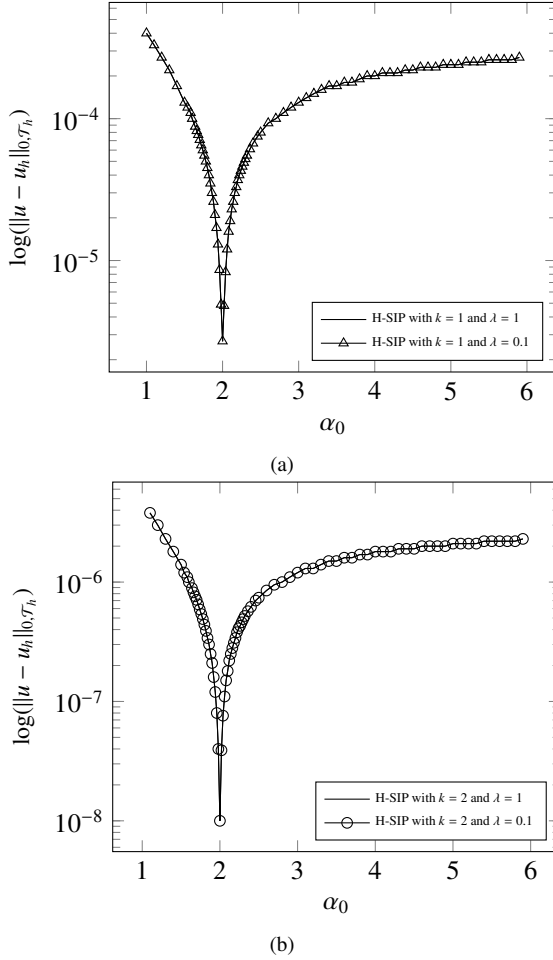 10^{-4}
10^{-5}
log(∥u − u_h∥_{0,𝒯_h})
H-SIP with k = 1 and λ = 1
H-SIP with k = 1 and λ = 0.1
1 2 3 4 5 6
α_0
(a)
10^{-6}
10^{-7}
10^{-8}
log(∥u − u_h∥_{0,𝒯_h})
H-SIP with k = 2 and λ = 1
H-SIP with k = 2 and λ = 0.1
1 2 3 4 5 6
α_0
(b)